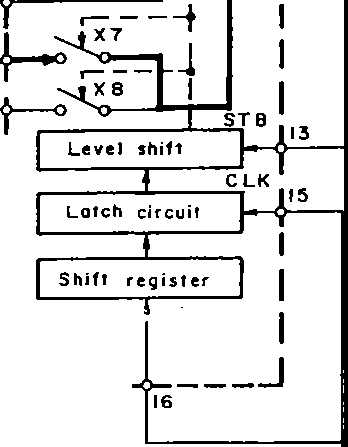 X7
X8
STB
Level shift
13
CLK
Latch circuit
15
Shift register
16